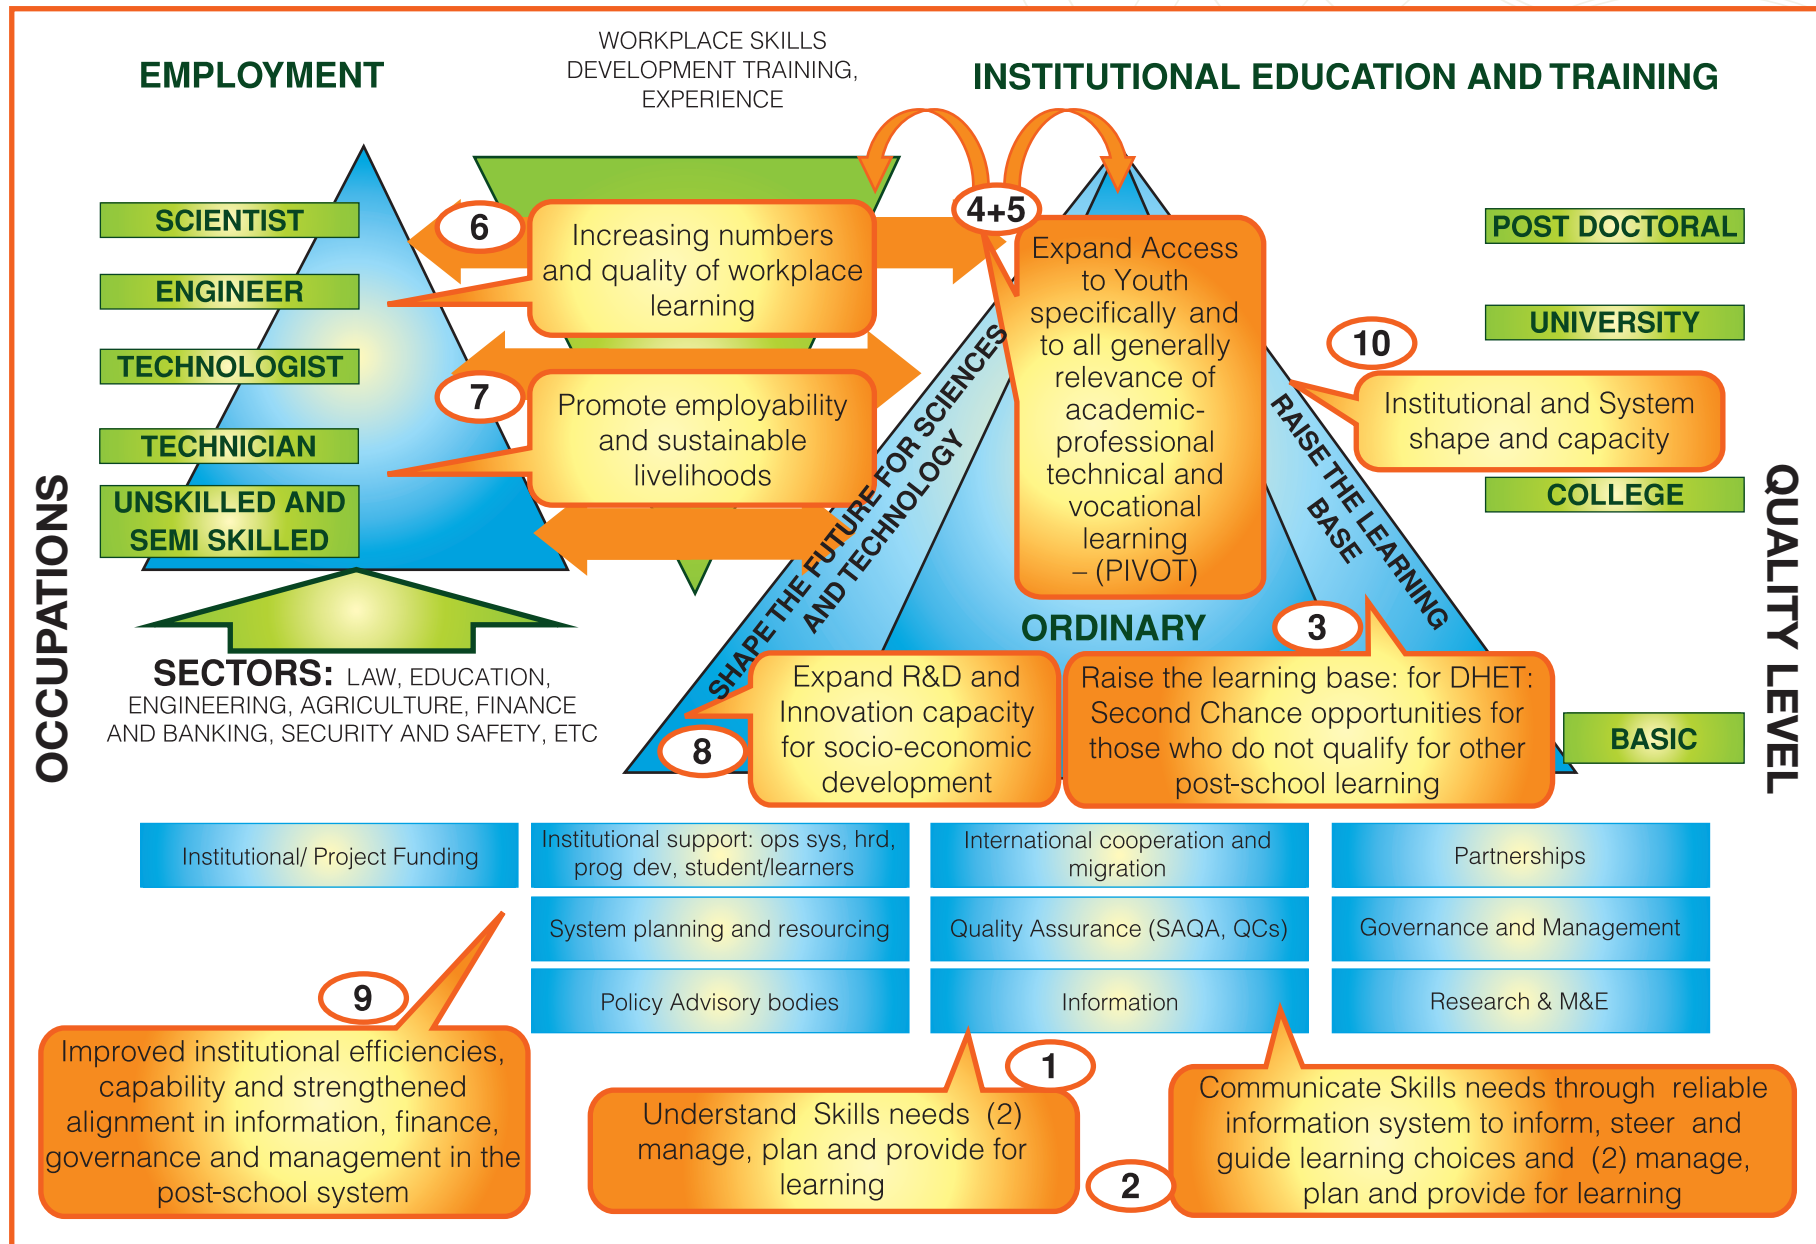 WORKPLACE SKILLS
DEVELOPMENT TRAINING,
EXPERIENCE
EMPLOYMENT
INSTITUTIONAL EDUCATION AND TRAINING
OCCUPATIONS
SCIENTIST
ENGINEER
TECHNOLOGIST
TECHNICIAN
UNSKILLED AND
SEMI SKILLED
SECTORS: LAW, EDUCATION,
ENGINEERING, AGRICULTURE, FINANCE
AND BANKING, SECURITY AND SAFETY, ETC
6
Increasing numbers
and quality of workplace
learning
7
Promote employability
and sustainable
livelihoods
4+5
Expand Access
to Youth
specifically and
to all generally
relevance of
academic-
professional
technical and
vocational
learning
– (PIVOT)
SHAPE THE FUTURE FOR SCIENCES
AND TECHNOLOGY
RAISE THE LEARNING
BASE
ORDINARY
10
Institutional and System
shape and capacity
POST DOCTORAL
UNIVERSITY
COLLEGE
BASIC
QUALITY LEVEL
8
Expand R&D and
Innovation capacity
for socio-economic
development
3
Raise the learning base: for DHET:
Second Chance opportunities for
those who do not qualify for other
post-school learning
Institutional/ Project Funding
Institutional support: ops sys, hrd,
prog dev, student/learners
International cooperation and
migration
Partnerships
System planning and resourcing
Quality Assurance (SAQA, QCs)
Governance and Management
Policy Advisory bodies
Information
Research & M&E
9
Improved institutional efficiencies,
capability and strengthened
alignment in information, finance,
governance and management in the
post-school system
1
Understand Skills needs (2)
manage, plan and provide for
learning
2
Communicate Skills needs through reliable
information system to inform, steer and
guide learning choices and (2) manage,
plan and provide for learning